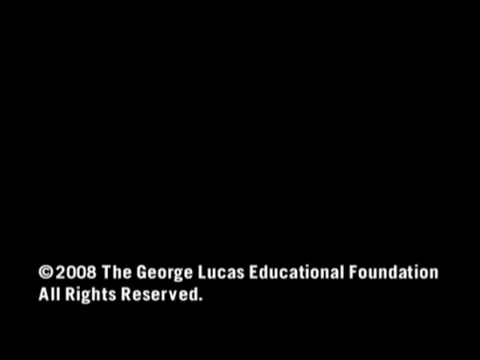 ©2008 The George Lucas Educational Foundation
All Rights Reserved.